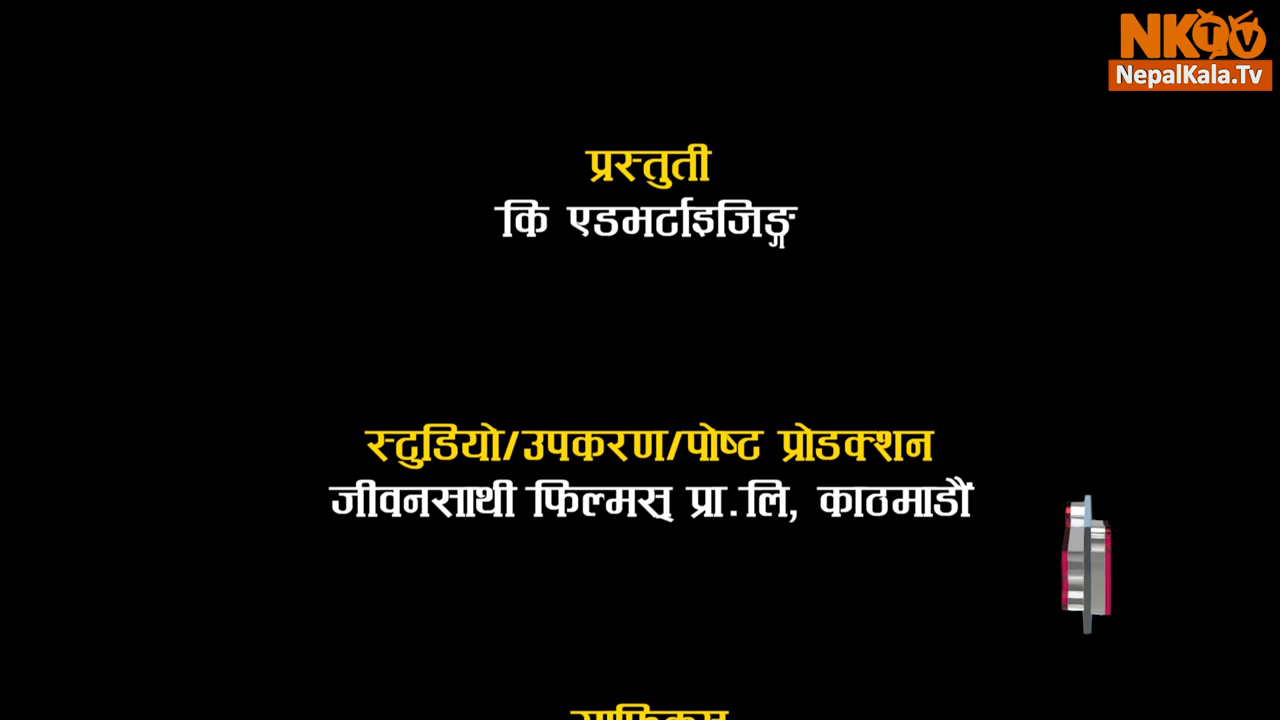 NKTV
NepalKala.Tv
प्रस्तुती
कि एडभर्टाइजिङ्ग
स्टुडियो/उपकरण/पोष्ट प्रोडक्शन
जीवनसाथी फिल्मस् प्रा.लि, काठमाडौं